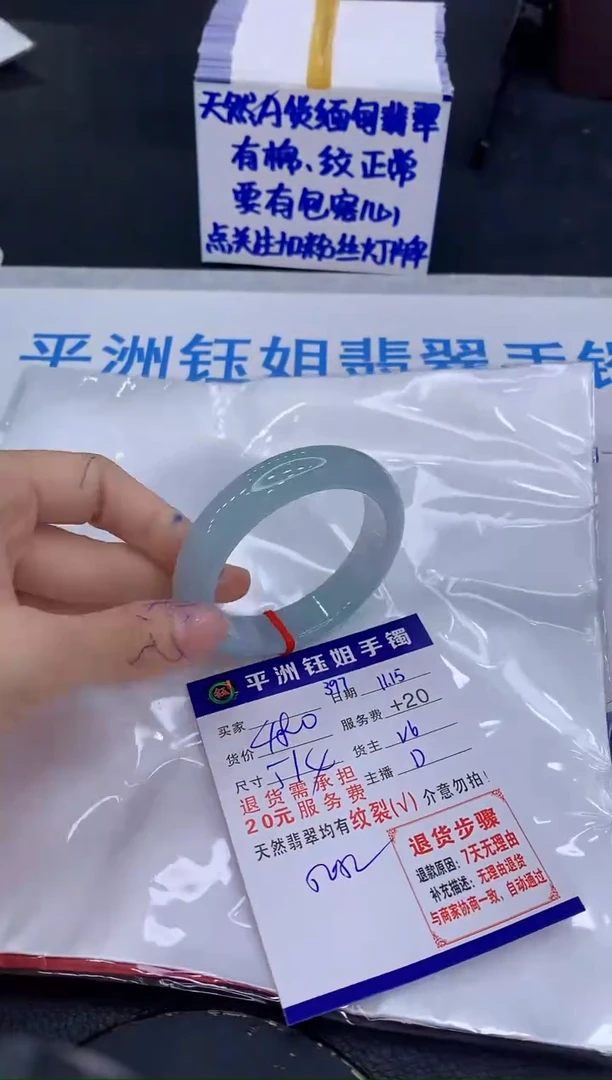 天然A货缅甸翡翠
有棉、纹正常
要有包容心
点关注加粉丝灯牌
平洲钰姐翡翠手镯
钰
平洲钰姐手镯
397
买家 日期 11.15
货价 480 服务费 +20
尺寸 514 货主 V6
退货需承担 主播 D
20元服务费
天然翡翠均有纹裂(√)介意勿拍!
退货步骤
退款原因:7天无理由
补充描述:无理由退货
与商家协商一致,自动通过